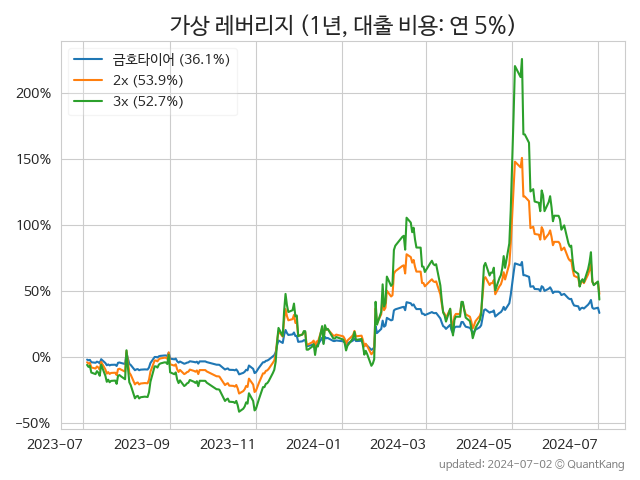 가상 레버리지 (1년, 대출 비용: 연 5%)
금호타이어 (36.1%)
2x (53.9%)
3x (52.7%)
200%
150%
100%
50%
0%
−50%
2023-07 2023-09 2023-11 2024-01 2024-03 2024-05 2024-07
updated: 2024-07-02 © QuantKang